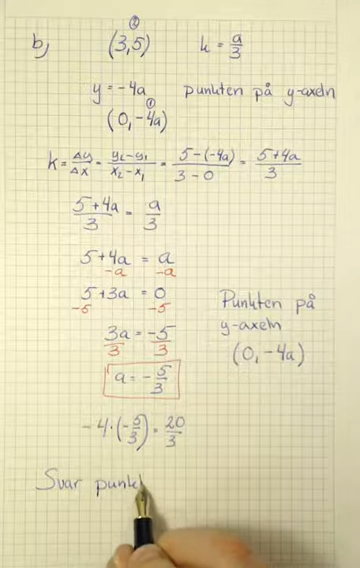 b) (3,5) ② k = a/3
y = -4a punkten på y-axeln
(0, -4a) ①
k = Δy/Δx = y₂-y₁/x₂-x₁ = 5-(-4a)/3-0 = 5+4a/3
5+4a/3 = a/3
5+4a = a
-a -a
5+3a = 0
-5 -5
3a/3 = -5/3
a = -5/3
Punkten på
y-axeln
(0, -4a)
-4·(-5/3) = 20/3
Svar punkt